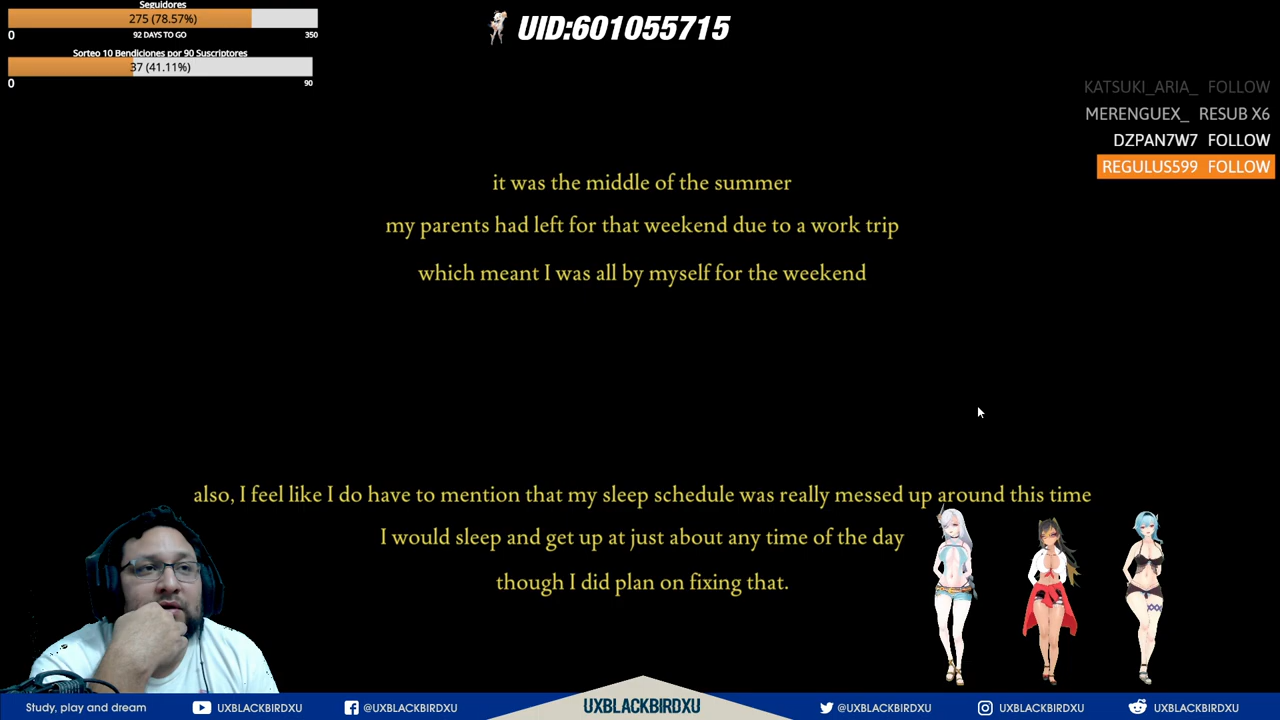 Seguidores
275 (78.57%)
0
92 DAYS TO GO
350
Sorteo 10 Bendiciones por 90 Suscriptores
37 (41.11%)
0
90
UID:601055715
KATSUKI_ARIA_ FOLLOW
MERENGUEX_ RESUB X6
DZPAN7W7 FOLLOW
REGULUS599 FOLLOW
it was the middle of the summer
my parents had left for that weekend due to a work trip
which meant I was all by myself for the weekend
also, I feel like I do have to mention that my sleep schedule was really messed up around this time
I would sleep and get up at just about any time of the day
though I did plan on fixing that.
Study, play and dream
UXBLACKBIRDXU
@UXBLACKBIRDXU
UXBLACKBIRDXU
@UXBLACKBIRDXU
UXBLACKBIRDXU
UXBLACKBIRDXU